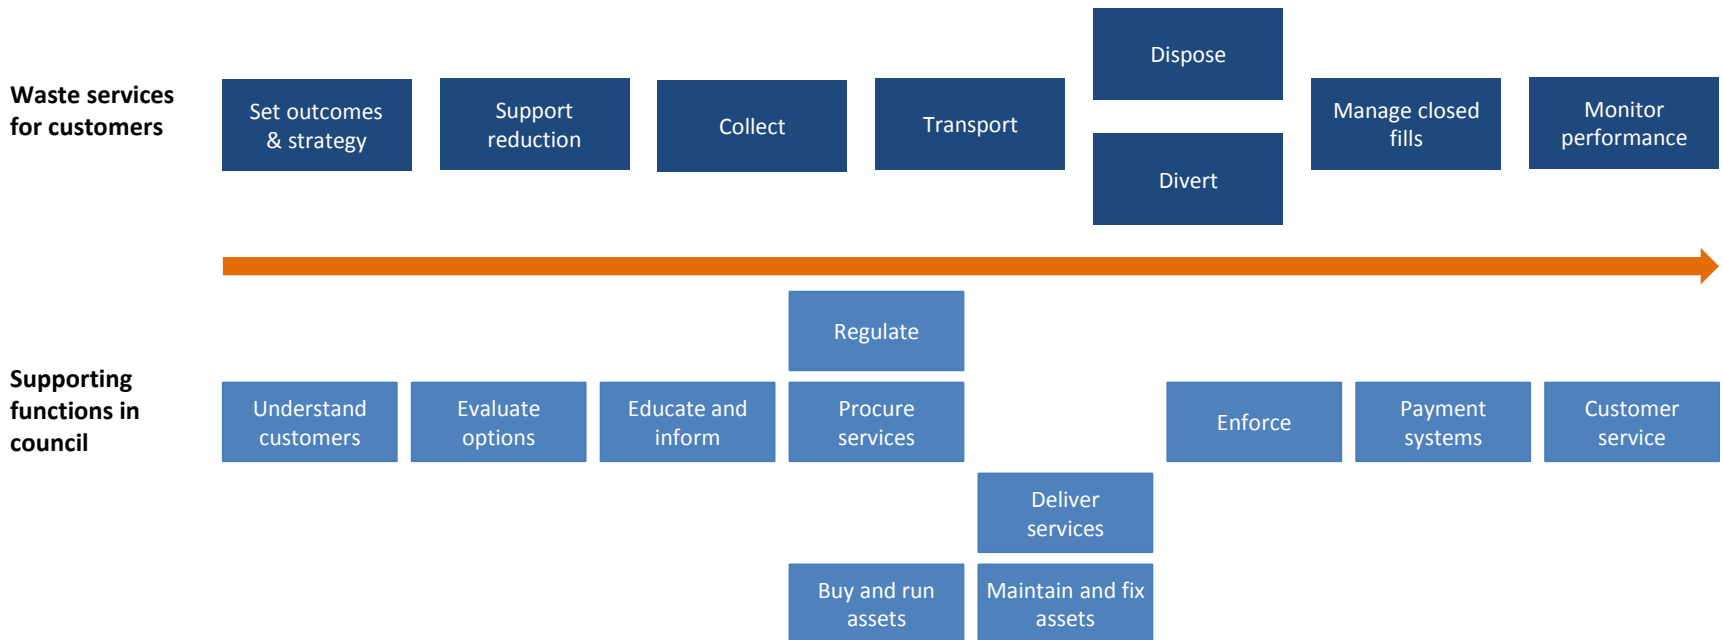 Waste services
for customers
Set outcomes
& strategy
Support
reduction
Collect
Transport
Dispose
Divert
Manage closed
fills
Monitor
performance
Supporting
functions in
council
Understand
customers
Evaluate
options
Educate and
inform
Regulate
Procure
services
Buy and run
assets
Deliver
services
Maintain and fix
assets
Enforce
Payment
systems
Customer
service